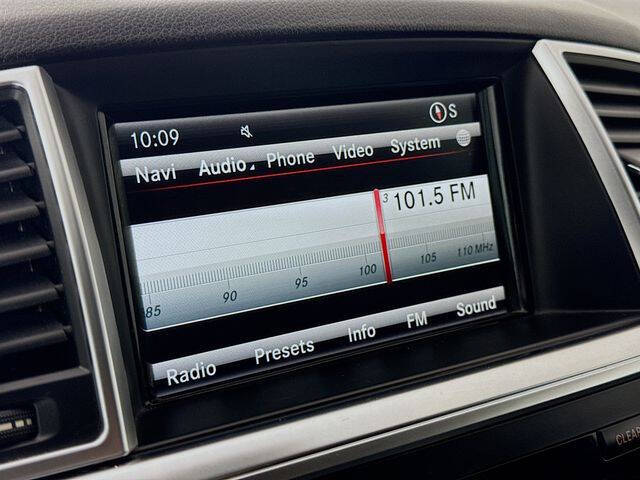 10:09 S
Navi Audio Phone Video System
3 101.5 FM
85 90 95 100 105 110 MHz
Radio Presets Info FM Sound
CLEAR